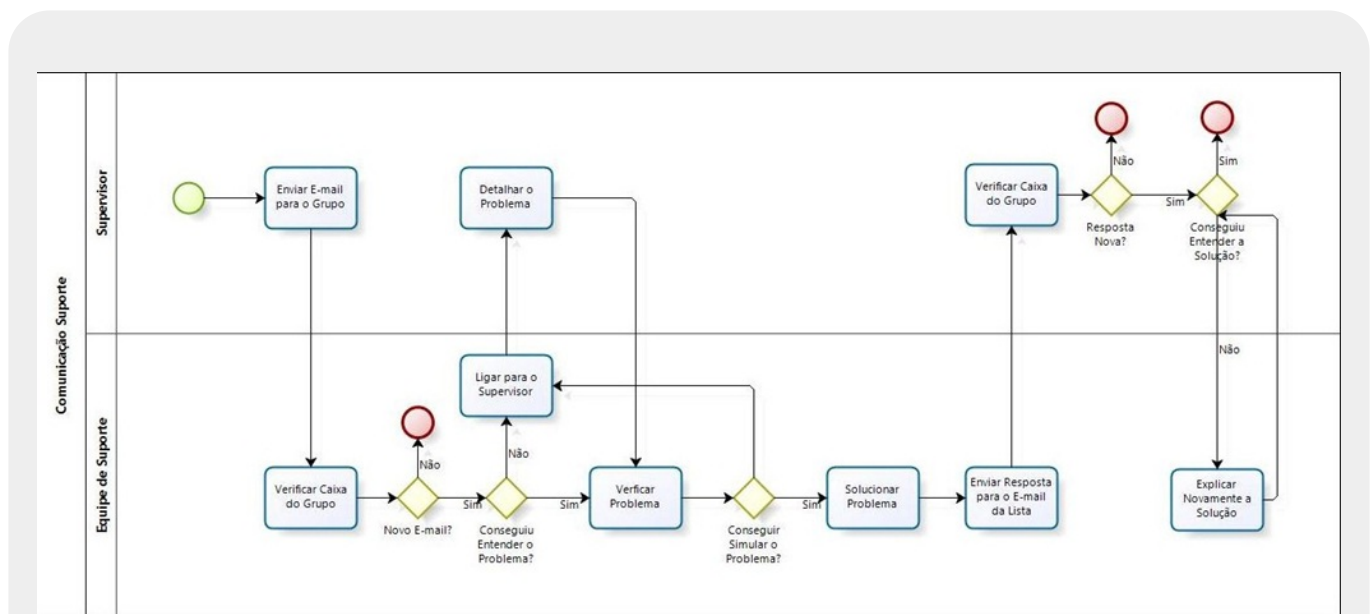 Comunicação Suporte
Supervisor
Enviar E-mail
para o Grupo
Detalhar o
Problema
Verificar Caixa
do Grupo
Não
Resposta
Nova?
Sim
Sim
Conseguiu
Entender a
Solução?
Não
Equipe de Suporte
Ligar para o
Supervisor
Verificar Caixa
do Grupo
Não
Novo E-mail?
Sim
Não
Conseguiu
Entender o
Problema?
Sim
Verficar
Problema
Conseguir
Simular o
Problema?
Sim
Solucionar
Problema
Enviar Resposta
para o E-mail
da Lista
Explicar
Novamente a
Solução